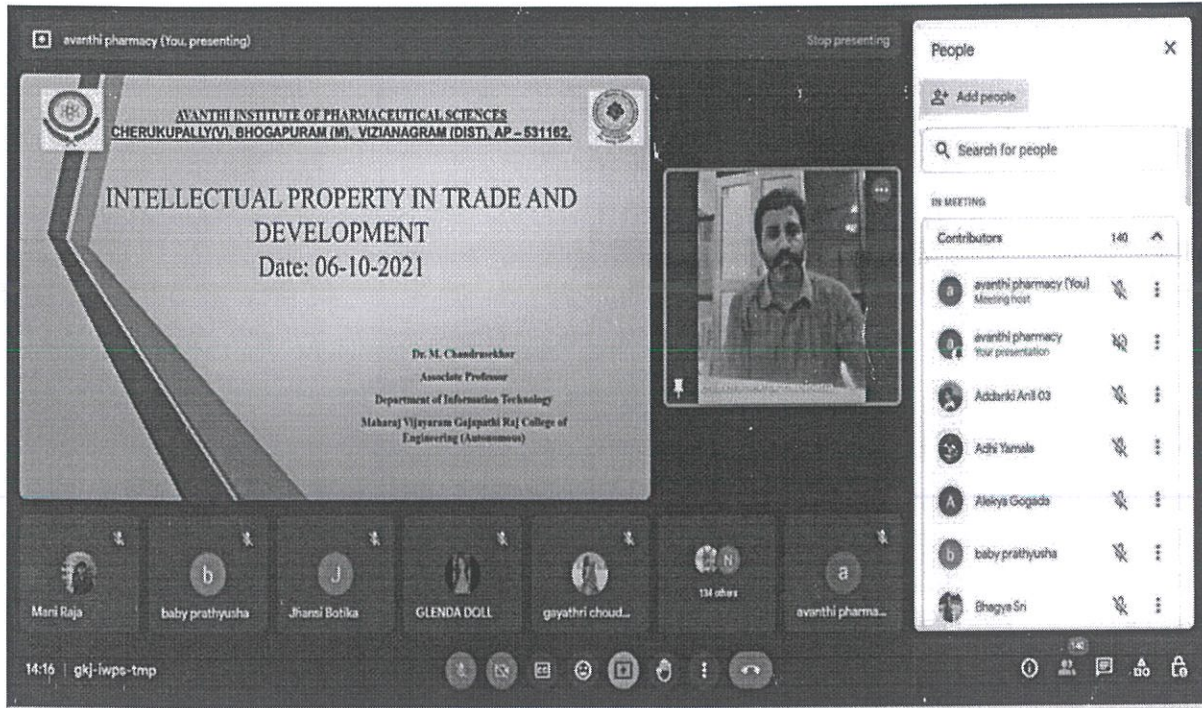 avanthi pharmacy (You, presenting)
Stop presenting
AVANTHI INSTITUTE OF PHARMACEUTICAL SCIENCES
CHERUKUPALLY(V), BHOGAPURAM (M), VIZIANAGRAM (DIST), AP – 531162.
INTELLECTUAL PROPERTY IN TRADE AND
DEVELOPMENT
Date: 06-10-2021
Dr. M. Chandrasekhar
Associate Professor
Department of Information Technology
Maharaj Vijayaram Gajapathi Raj College of
Engineering (Autonomous)
Mani Raja
b
baby prathyusha
J
Jhansi Botika
GLENDA DOLL
gayathri choud...
N
134 others
a
avanthi pharma...
14:16 | gkj-iwps-tmp
People
Add people
Search for people
IN MEETING
Contributors 140
a
avanthi pharmacy (You)
Meeting host
a
avanthi pharmacy
Your presentation
Addanki Anil 03
Adhi Yamala
A
Alekya Gogada
b
baby prathyusha
Bhagya Sri
140